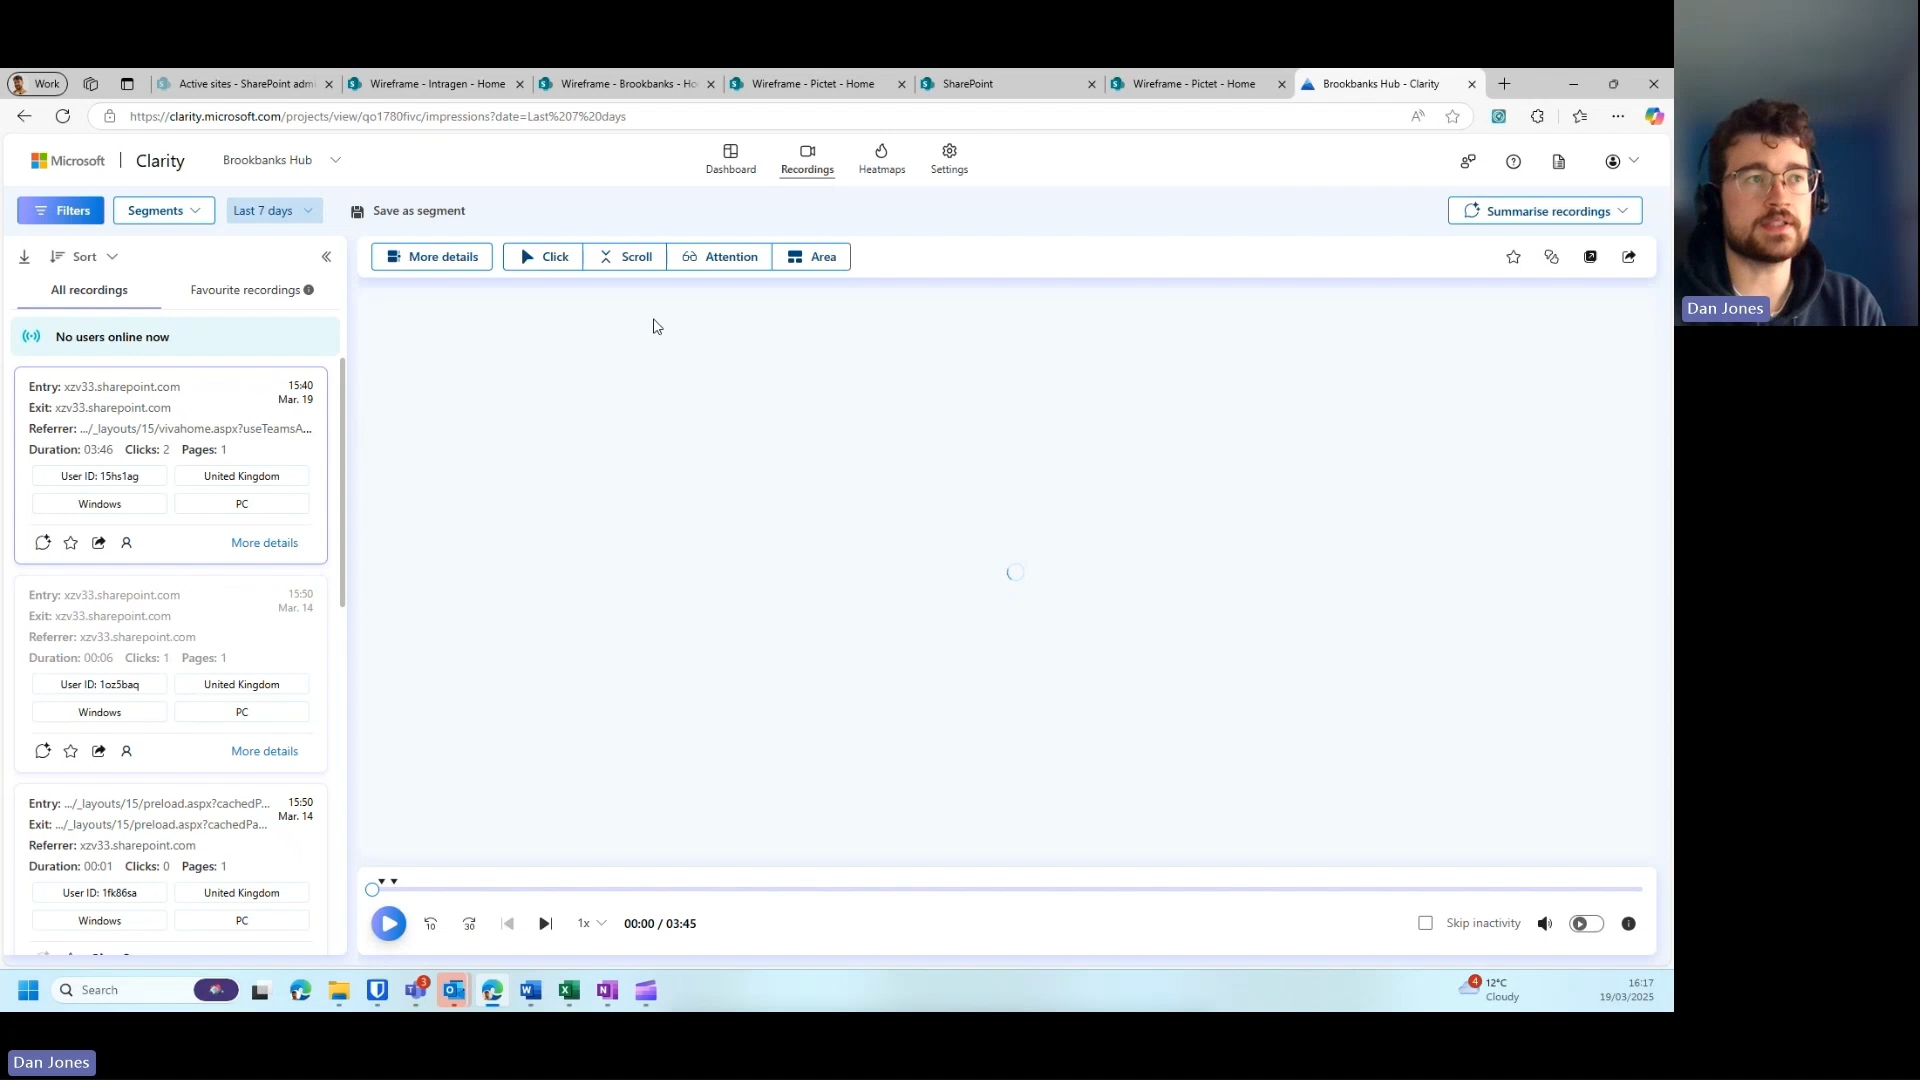 Work
Active sites - SharePoint admi
Wireframe - Intragen - Home
Wireframe - Brookbanks - Ho
Wireframe - Pictet - Home
SharePoint
Wireframe - Pictet - Home
Brookbanks Hub - Clarity
https://clarity.microsoft.com/projects/view/qo1780fivc/impressions?date=Last%207%20days
Microsoft | Clarity
Brookbanks Hub
Dashboard
Recordings
Heatmaps
Settings
Filters
Segments
Last 7 days
Save as segment
Summarise recordings
Sort
More details
Click
Scroll
Attention
Area
All recordings
Favourite recordings
No users online now
Entry: xzv33.sharepoint.com
15:40
Mar. 19
Exit: xzv33.sharepoint.com
Referrer: .../_layouts/15/vivahome.aspx?useTeamsA...
Duration: 03:46 Clicks: 2 Pages: 1
User ID: 15hs1ag
United Kingdom
Windows
PC
More details
Entry: xzv33.sharepoint.com
15:50
Mar. 14
Exit: xzv33.sharepoint.com
Referrer: xzv33.sharepoint.com
Duration: 00:06 Clicks: 1 Pages: 1
User ID: 1oz5baq
United Kingdom
Windows
PC
More details
Entry: .../_layouts/15/preload.aspx?cachedP...
15:50
Mar. 14
Exit: .../_layouts/15/preload.aspx?cachedPa...
Referrer: xzv33.sharepoint.com
Duration: 00:01 Clicks: 0 Pages: 1
User ID: 1fk86sa
United Kingdom
Windows
PC
10
30
1x
00:00 / 03:45
Skip inactivity
Search
3
4
12°C
Cloudy
16:17
19/03/2025
Dan Jones
Dan Jones